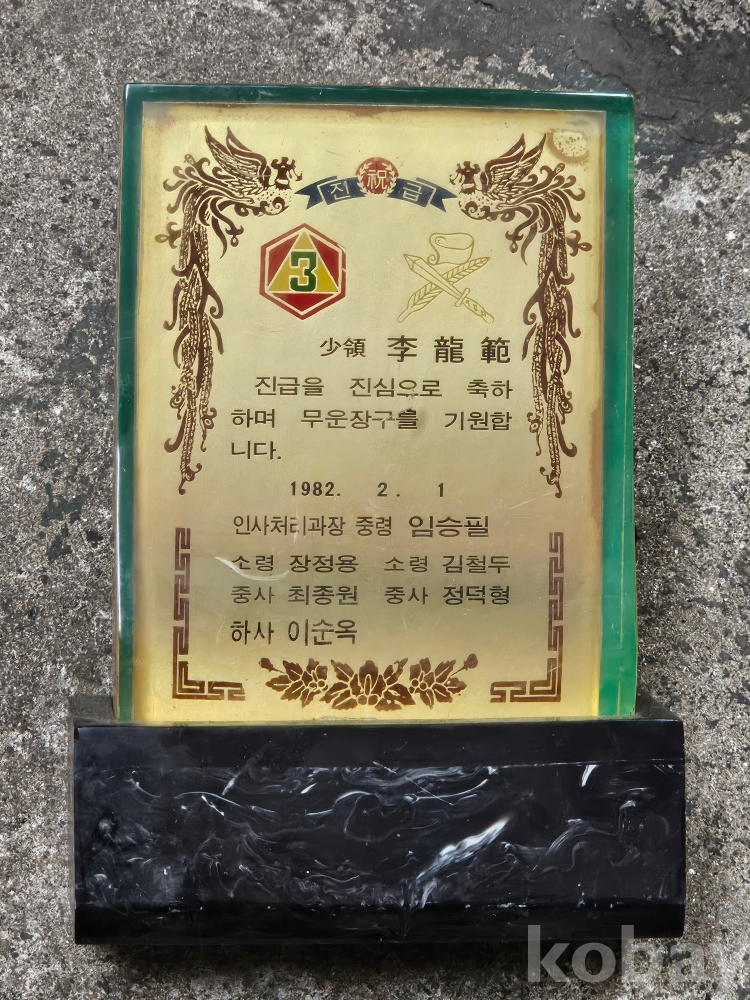 진 祝 급
3
少領 李龍範
진급을 진심으로 축하
하며 무운장구를 기원합
니다.
1982. 2. 1
인사처리과장 중령 임승필
소령 장정용 소령 김철두
중사 최종원 중사 정덕형
하사 이순옥
kobay